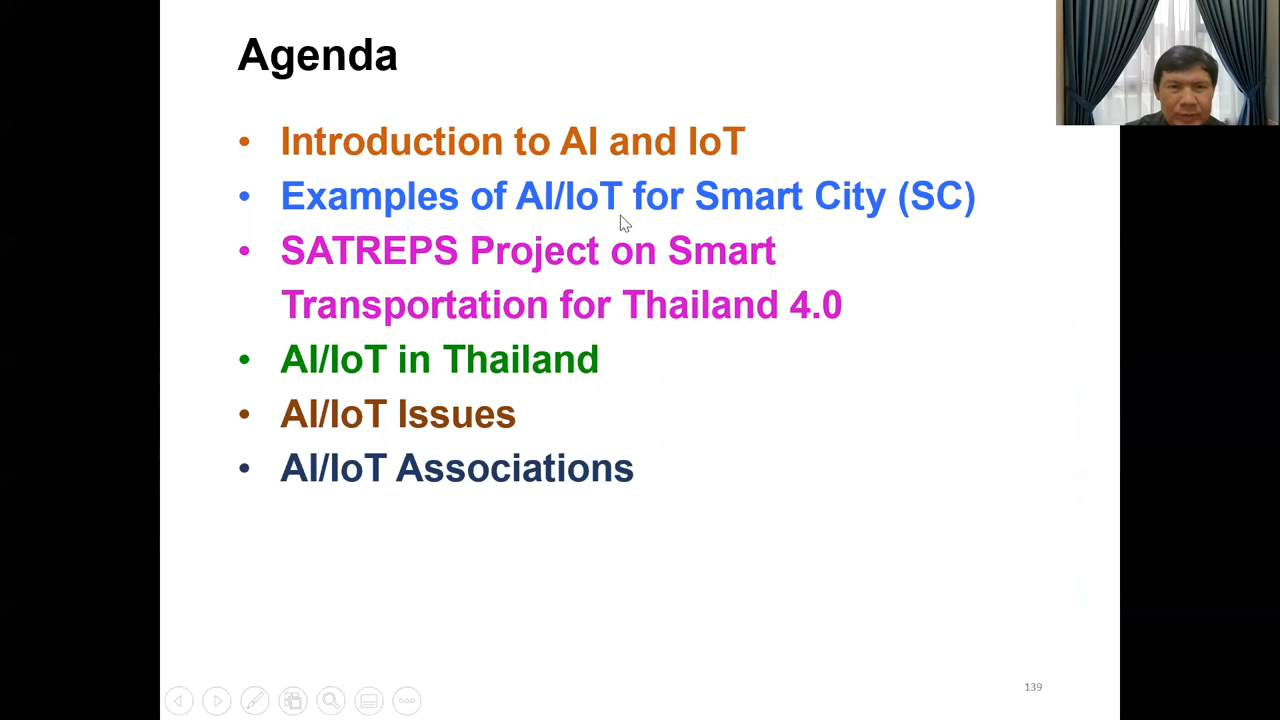 Agenda
• Introduction to AI and IoT
• Examples of AI/IoT for Smart City (SC)
• SATREPS Project on Smart
Transportation for Thailand 4.0
• AI/IoT in Thailand
• AI/IoT Issues
• AI/IoT Associations
139